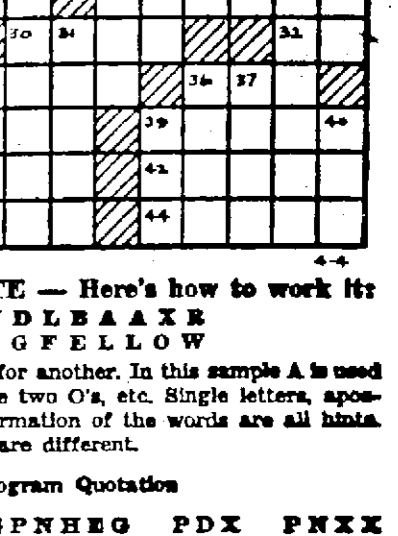 30 31 32
36 37
39 40
42
44
4-4
TE — Here's how to work it:
D L B A A X R
G F E L L O W
for another. In this sample A is used
two O's, etc. Single letters, apos-
rmation of the words are all hints.
are different.
ogram Quotation
P N H E G P D X P N X X